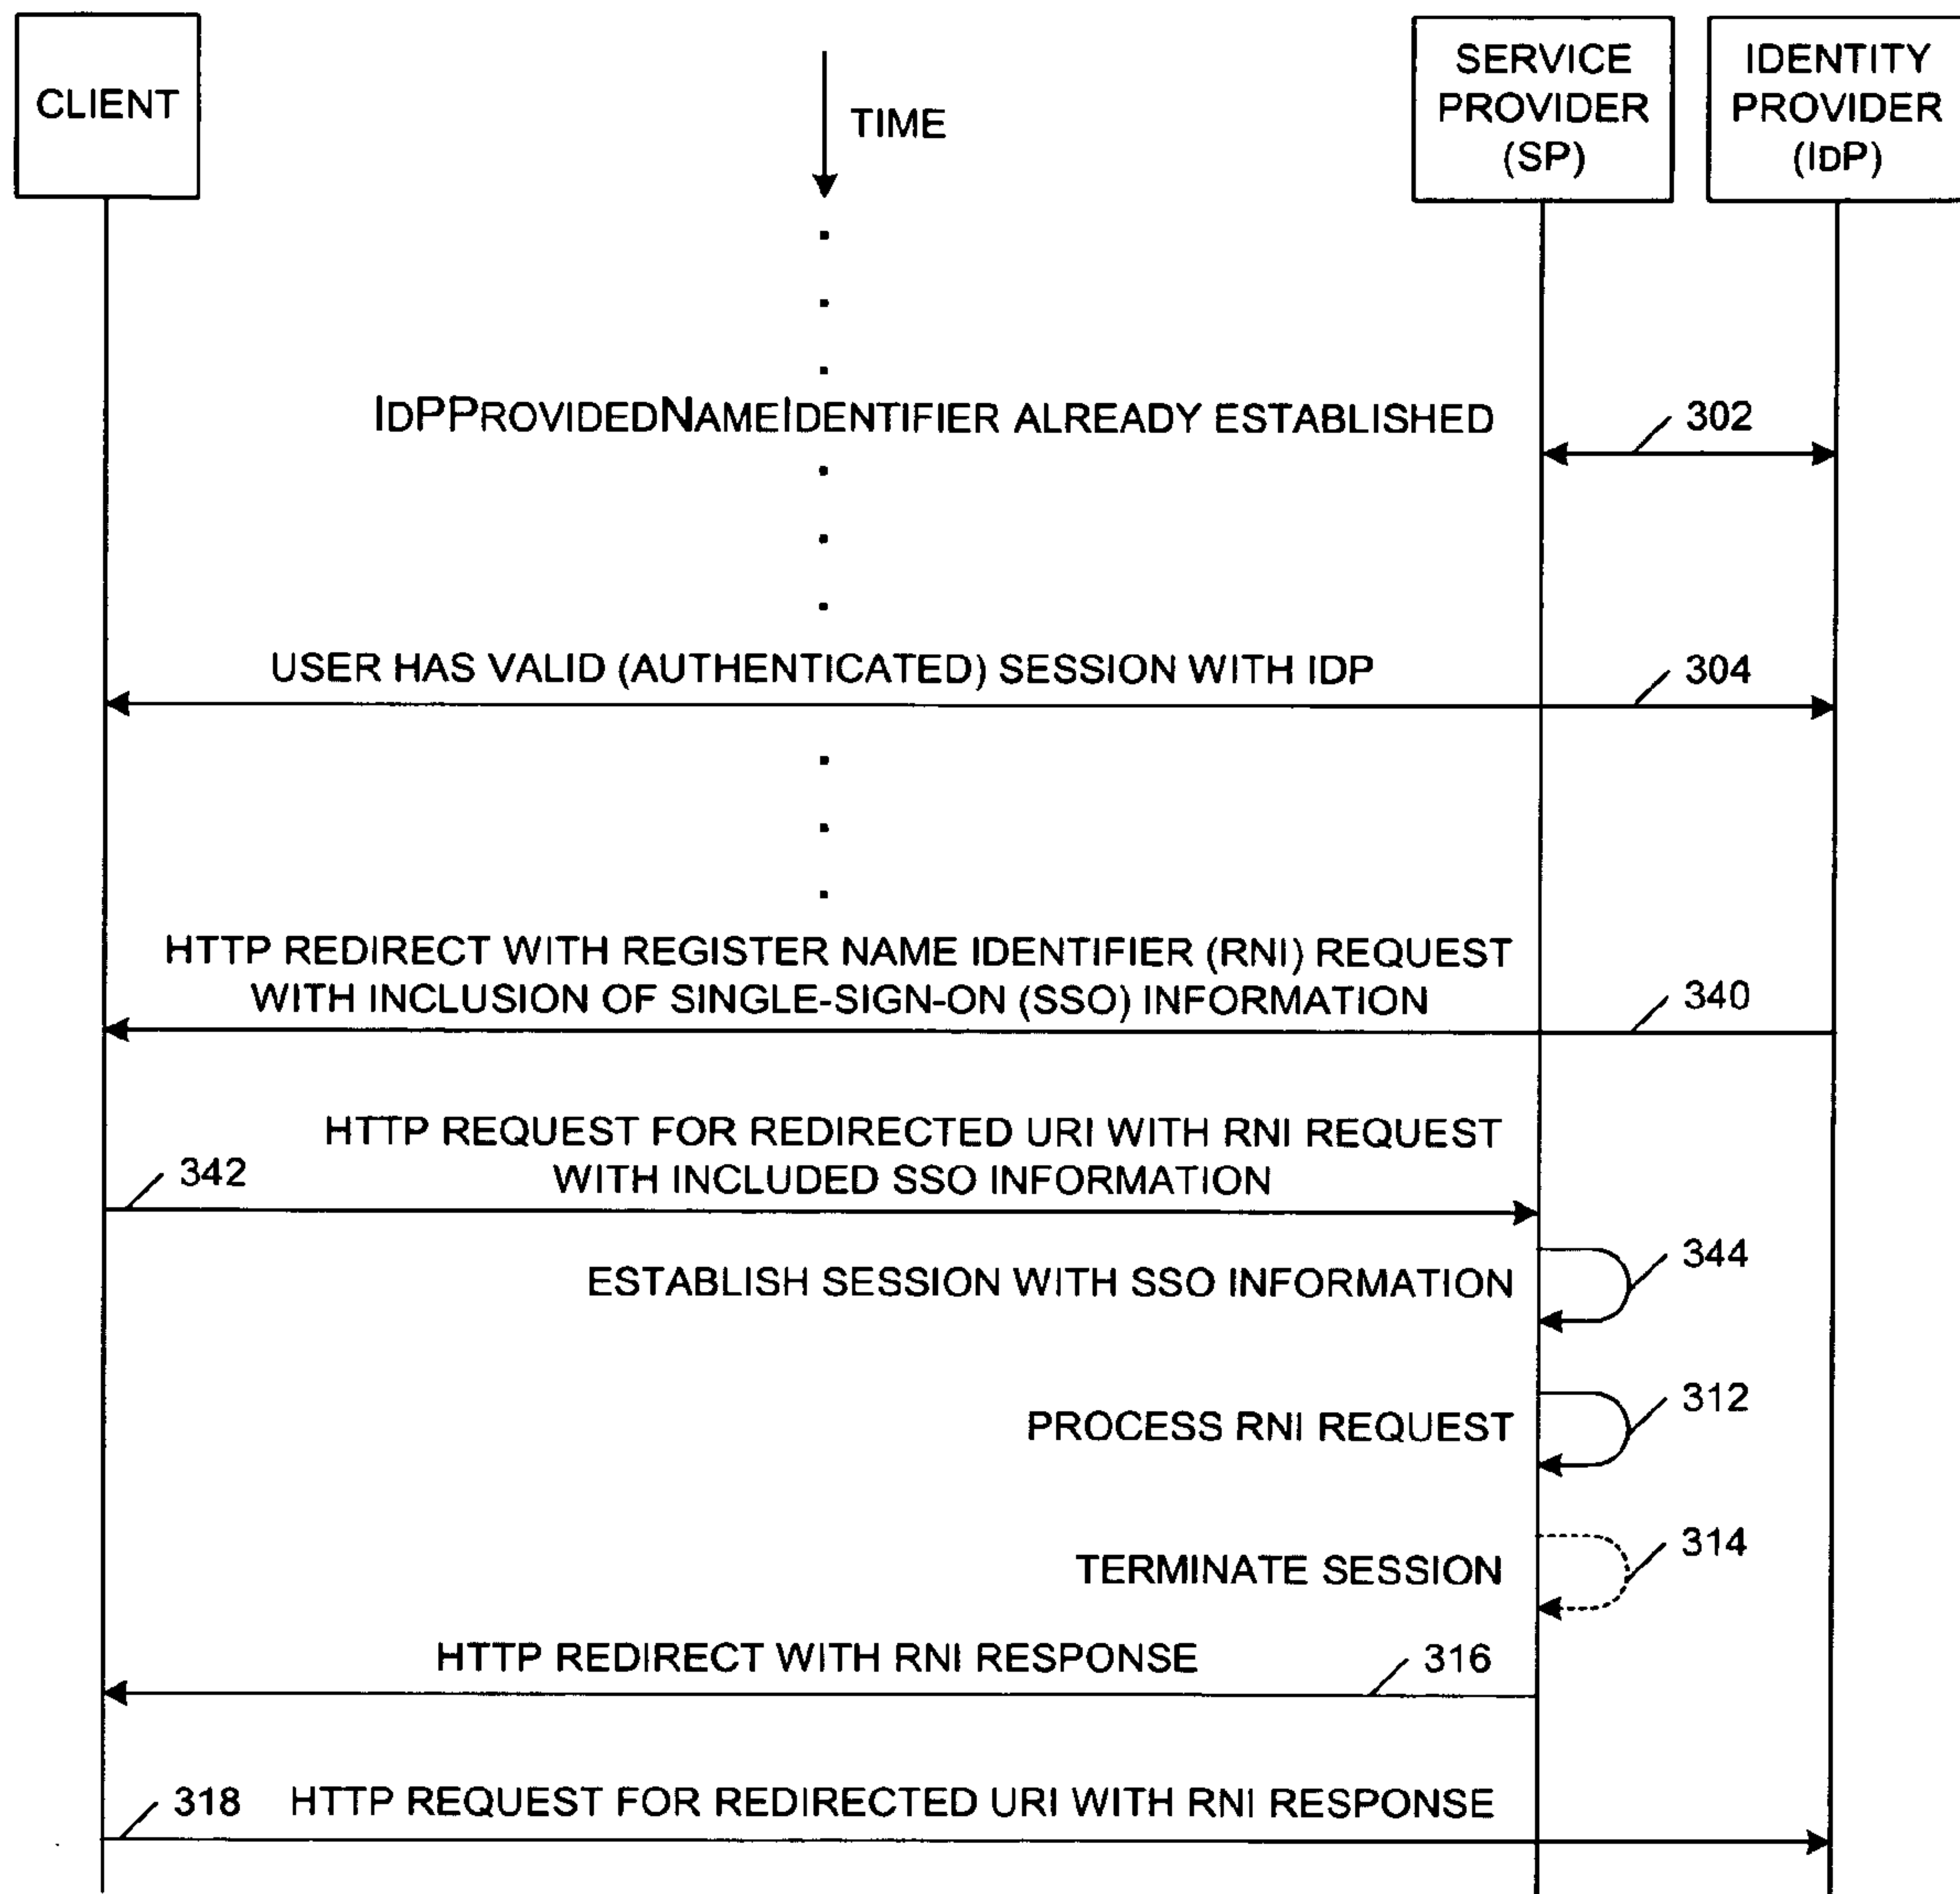 CLIENT
TIME
SERVICE
PROVIDER
(SP)
IDENTITY
PROVIDER
(IDP)
IDPPROVIDEDNAMEIDENTIFIER ALREADY ESTABLISHED
302
USER HAS VALID (AUTHENTICATED) SESSION WITH IDP
304
HTTP REDIRECT WITH REGISTER NAME IDENTIFIER (RNI) REQUEST
WITH INCLUSION OF SINGLE-SIGN-ON (SSO) INFORMATION
340
HTTP REQUEST FOR REDIRECTED URI WITH RNI REQUEST
WITH INCLUDED SSO INFORMATION
342
ESTABLISH SESSION WITH SSO INFORMATION
344
PROCESS RNI REQUEST
312
TERMINATE SESSION
314
HTTP REDIRECT WITH RNI RESPONSE
316
318
HTTP REQUEST FOR REDIRECTED URI WITH RNI RESPONSE